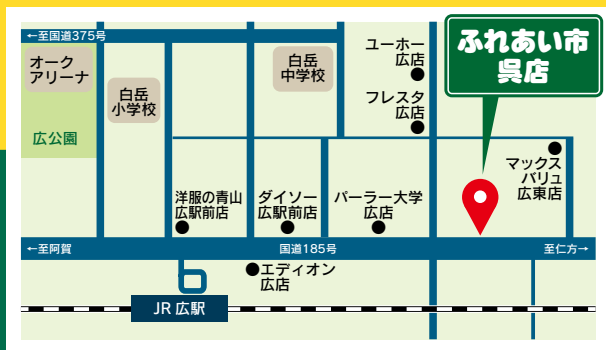 ←至国道375号
オーク
アリーナ
白岳
小学校
広公園
白岳
中学校
ユーホー
広店
フレスタ
広店
ふれあい市
呉店
マックス
バリュ
広東店
洋服の青山
広駅前店
ダイソー
広駅前店
パーラー大学
広店
←至阿賀
国道185号
至仁方→
エディオン
広店
JR 広駅